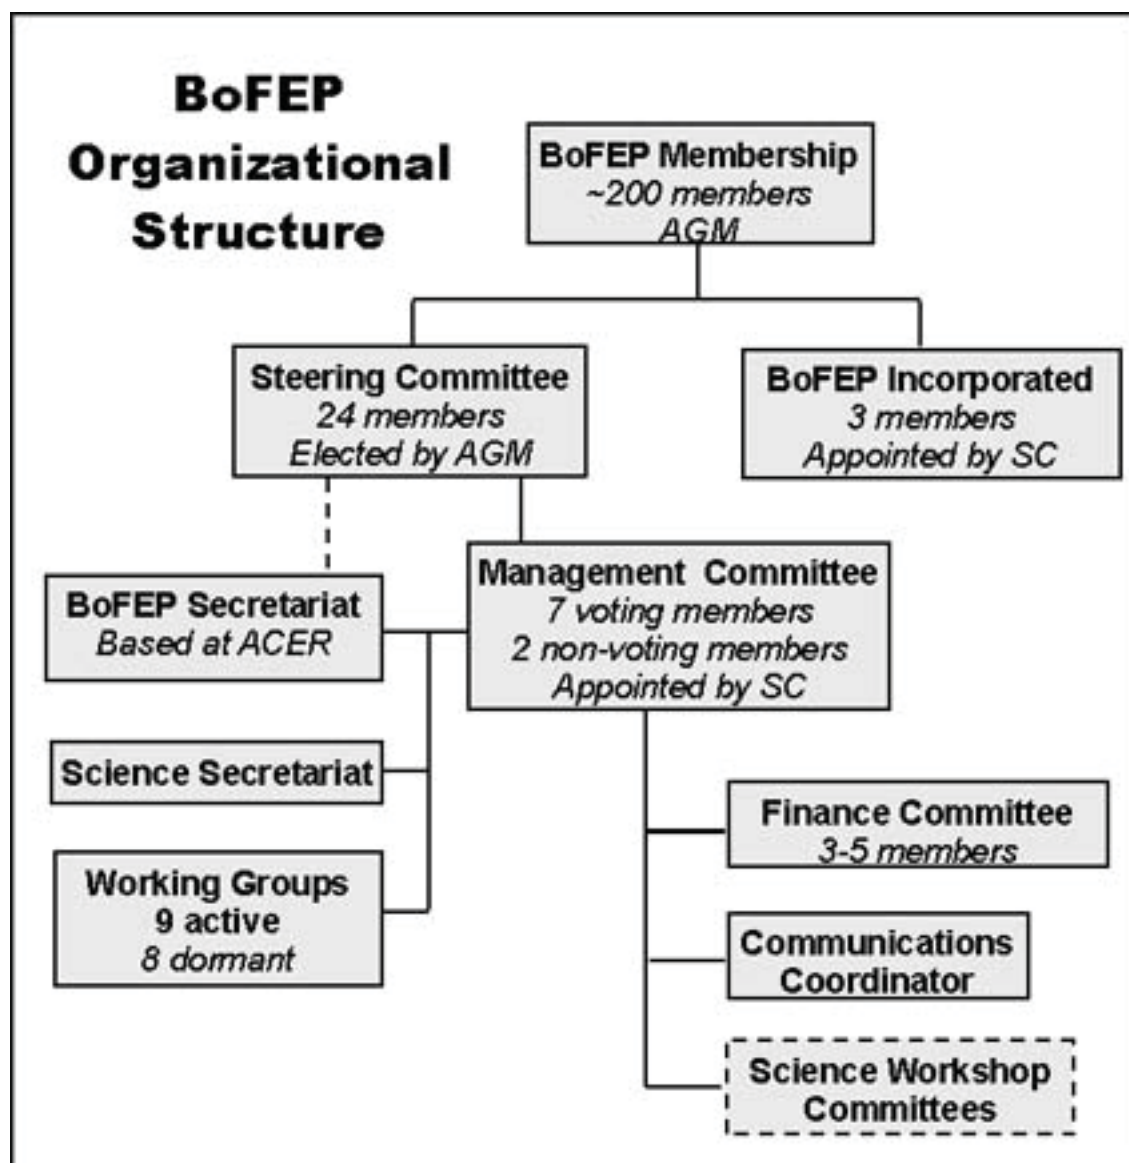 BoFEP
Organizational
Structure
BoFEP Membership
~200 members
AGM
Steering Committee
24 members
Elected by AGM
BoFEP Incorporated
3 members
Appointed by SC
BoFEP Secretariat
Based at ACER
Management Committee
7 voting members
2 non-voting members
Appointed by SC
Science Secretariat
Working Groups
9 active
8 dormant
Finance Committee
3-5 members
Communications
Coordinator
Science Workshop
Committees